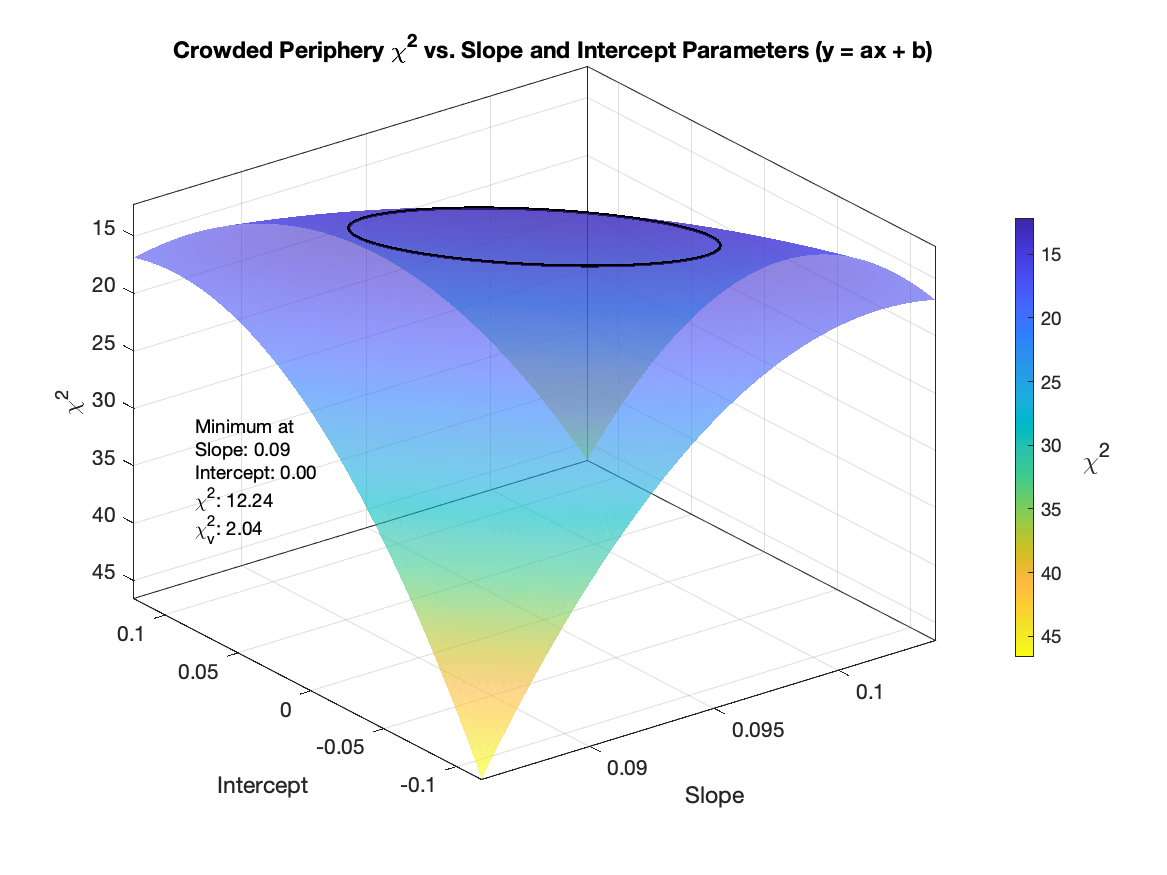 Crowded Periphery χ² vs. Slope and Intercept Parameters (y = ax + b)
15
20
25
30
35
40
45
χ²
Minimum at
Slope: 0.09
Intercept: 0.00
χ²: 12.24
χ²ᵥ: 2.04
0.1
0.05
0
-0.05
-0.1
Intercept
0.09
0.095
0.1
Slope
15
20
25
30
35
40
45
χ²